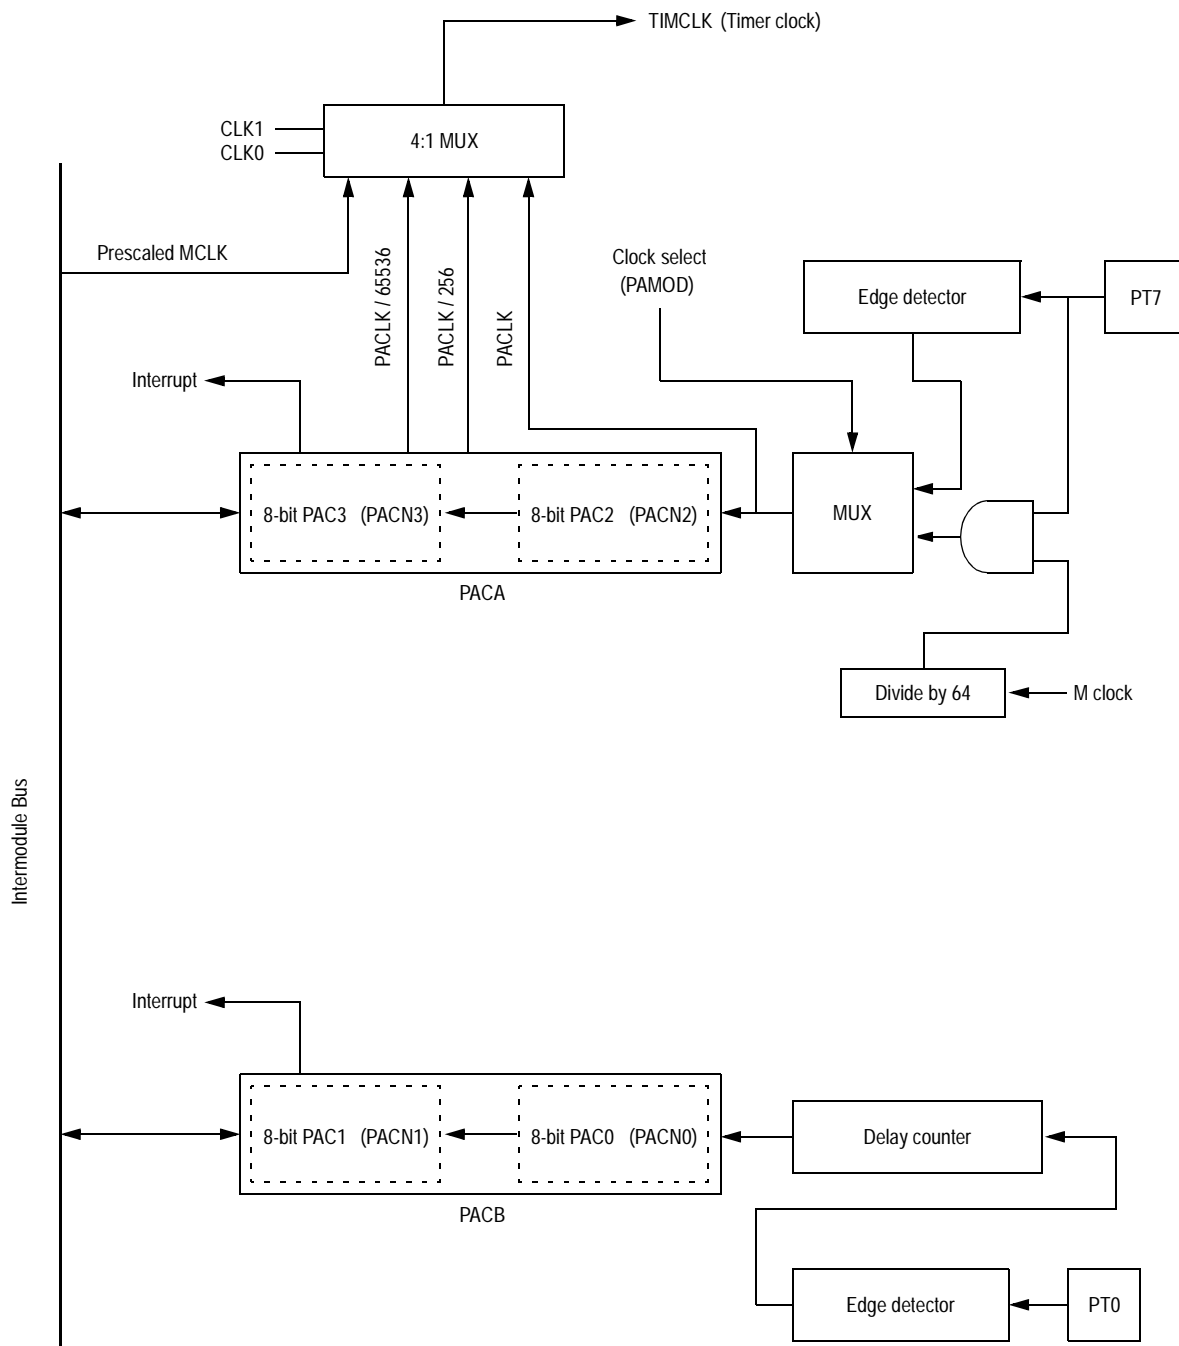 TIMCLK (Timer clock)
CLK1
CLK0
4:1 MUX
Prescaled MCLK
PACLK / 65536
PACLK / 256
PACLK
Clock select
(PAMOD)
Edge detector
PT7
Interrupt
8-bit PAC3 (PACN3)
8-bit PAC2 (PACN2)
MUX
PACA
Divide by 64
M clock
Intermodule Bus
Interrupt
8-bit PAC1 (PACN1)
8-bit PAC0 (PACN0)
Delay counter
PACB
Edge detector
PT0